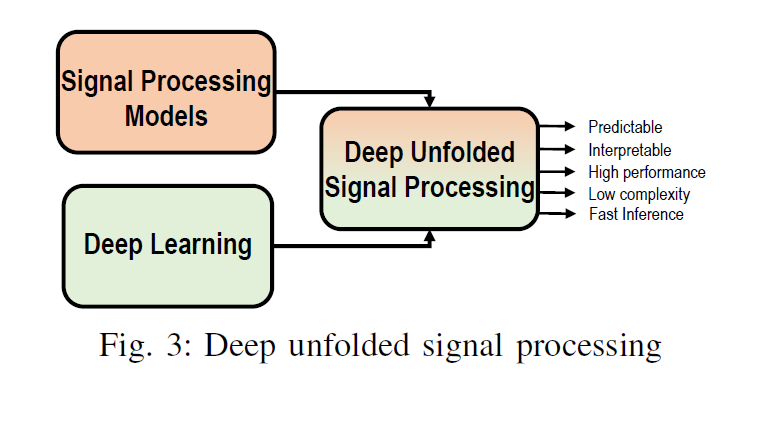 Signal Processing
Models
Deep Learning
Deep Unfolded
Signal Processing
Predictable
Interpretable
High performance
Low complexity
Fast Inference
Fig. 3: Deep unfolded signal processing